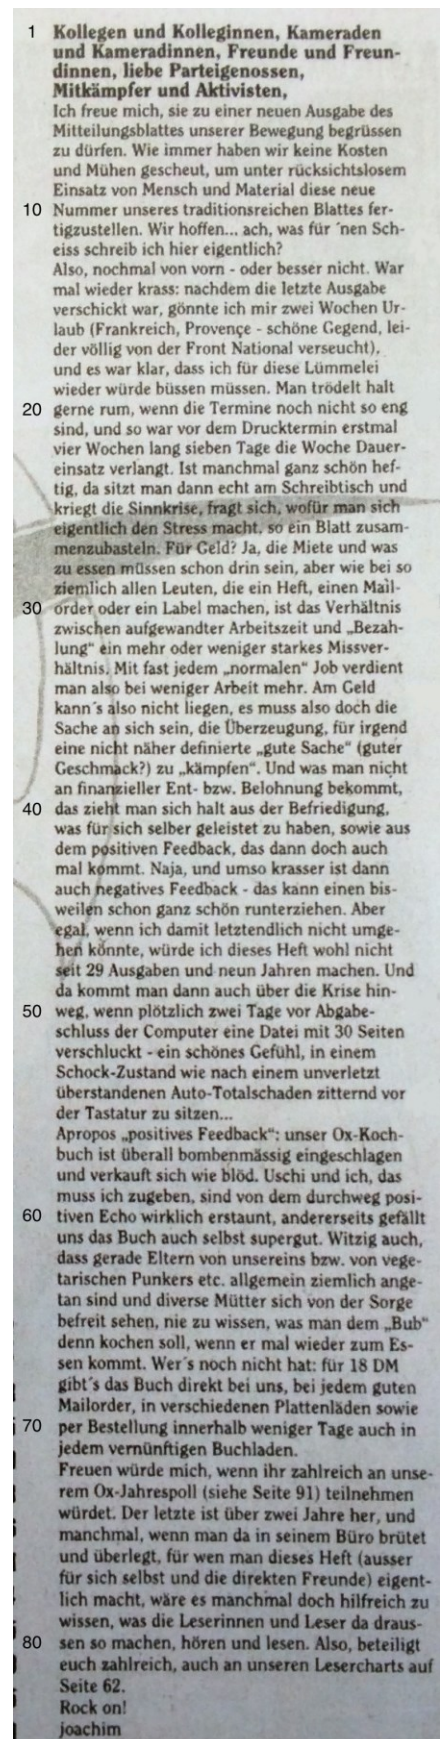 1 Kollegen und Kolleginnen, Kameraden
und Kameradinnen, Freunde und Freun-
dinnen, liebe Parteigenossen,
Mitkämpfer und Aktivisten,
Ich freue mich, sie zu einer neuen Ausgabe des
Mitteilungsblattes unserer Bewegung begrüssen
zu dürfen. Wie immer haben wir keine Kosten
und Mühen gescheut, um unter rücksichtslosem
Einsatz von Mensch und Material diese neue
10 Nummer unseres traditionsreichen Blattes fer-
tigzustellen. Wir hoffen... ach, was für ´nen Sch-
eiss schreib ich hier eigentlich?
Also, nochmal von vorn - oder besser nicht. War
mal wieder krass: nachdem die letzte Ausgabe
verschickt war, gönnte ich mir zwei Wochen Ur-
laub (Frankreich, Provençe - schöne Gegend, lei-
der völlig von der Front National verseucht),
und es war klar, dass ich für diese Lümmelei
wieder würde büssen müssen. Man trödelt halt
20 gerne rum, wenn die Termine noch nicht so eng
sind, und so war vor dem Drucktermin erstmal
vier Wochen lang sieben Tage die Woche Dauer-
einsatz verlangt. Ist manchmal ganz schön hef-
tig, da sitzt man dann echt am Schreibtisch und
kriegt die Sinnkrise, fragt sich, wofür man sich
eigentlich den Stress macht, so ein Blatt zusam-
menzubasteln. Für Geld? Ja, die Miete und was
zu essen müssen schon drin sein, aber wie bei so
ziemlich allen Leuten, die ein Heft, einen Mail-
30 order oder ein Label machen, ist das Verhältnis
zwischen aufgewandter Arbeitszeit und „Bezah-
lung“ ein mehr oder weniger starkes Missver-
hältnis. Mit fast jedem „normalen“ Job verdient
man also bei weniger Arbeit mehr. Am Geld
kann´s also nicht liegen, es muss also doch die
Sache an sich sein, die Überzeugung, für irgend
eine nicht näher definierte „gute Sache“ (guter
Geschmack?) zu „kämpfen“. Und was man nicht
an finanzieller Ent- bzw. Belohnung bekommt,
40 das zieht man sich halt aus der Befriedigung,
was für sich selber geleistet zu haben, sowie aus
dem positiven Feedback, das dann doch auch
mal kommt. Naja, und umso krasser ist dann
auch negatives Feedback - das kann einen bis-
weilen schon ganz schön runterziehen. Aber
egal, wenn ich damit letztendlich nicht umge-
hen könnte, würde ich dieses Heft wohl nicht
seit 29 Ausgaben und neun Jahren machen. Und
da kommt man dann auch über die Krise hin-
50 weg, wenn plötzlich zwei Tage vor Abgabe-
schluss der Computer eine Datei mit 30 Seiten
verschluckt - ein schönes Gefühl, in einem
Schock-Zustand wie nach einem unverletzt
überstandenen Auto-Totalschaden zitternd vor
der Tastatur zu sitzen...
Apropos „positives Feedback“: unser Ox-Koch-
buch ist überall bombenmässig eingeschlagen
und verkauft sich wie blöd. Uschi und ich, das
muss ich zugeben, sind von dem durchweg posi-
60 tiven Echo wirklich erstaunt, andererseits gefällt
uns das Buch auch selbst supergut. Witzig auch,
dass gerade Eltern von unsereins bzw. von vege-
tarischen Punkers etc. allgemein ziemlich ange-
tan sind und diverse Mütter sich von der Sorge
befreit sehen, nie zu wissen, was man dem „Bub“
denn kochen soll, wenn er mal wieder zum Es-
sen kommt. Wer´s noch nicht hat: für 18 DM
gibt´s das Buch direkt bei uns, bei jedem guten
Mailorder, in verschiedenen Plattenläden sowie
70 per Bestellung innerhalb weniger Tage auch in
jedem vernünftigen Buchladen.
Freuen würde mich, wenn ihr zahlreich an unse-
rem Ox-Jahrespoll (siehe Seite 91) teilnehmen
würdet. Der letzte ist über zwei Jahre her, und
manchmal, wenn man da in seinem Büro brütet
und überlegt, für wen man dieses Heft (ausser
für sich selbst und die direkten Freunde) eigent-
lich macht, wäre es manchmal doch hilfreich zu
wissen, was die Leserinnen und Leser da draus-
80 sen so machen, hören und lesen. Also, beteiligt
euch zahlreich, auch an unseren Lesercharts auf
Seite 62.
Rock on!
joachim